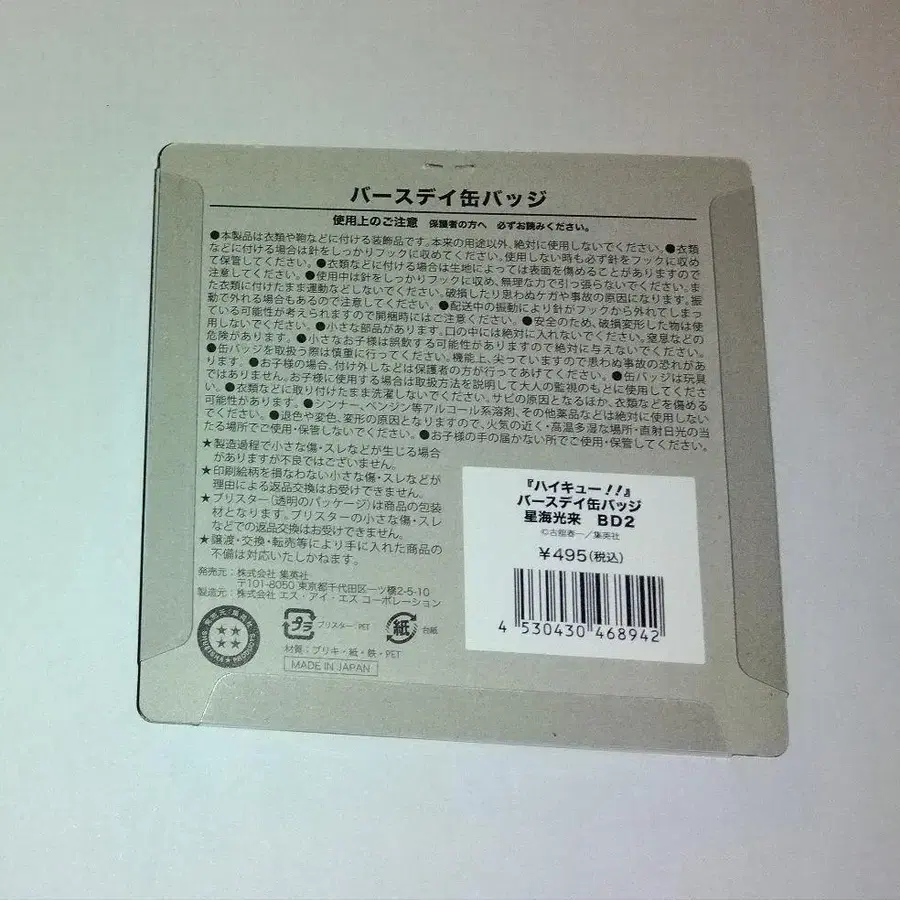 バースデイ缶バッジ
使用上のご注意 保護者の方へ 必ずお読みください。
●本製品は衣類や鞄などに付ける装飾品です。本来の用途以外、絶対に使用しないでください。●衣類
などに付ける場合は針をしっかりフックに収めてください。使用しない時も必ず針をフックに収め
て保管してください。●衣類などに付ける場合は生地によっては表面を傷めることがありますので
注意してください。●使用中は針をしっかりフックに収め、無理な力で引っ張らないでください。ま
た衣類に付けたまま運動などしないでください。破損したり思わぬケガや事故の原因になります。振
動で外れる場合もあるので注意してください。●配送中の振動により針がフックから外れてしまっ
ている可能性が考えられますので開梱時にはご注意ください。●安全のため、破損変形した物は使
用しないでください。●小さな部品があります。口の中には絶対に入れないでください。窒息などの
危険があります。●小さなお子様は誤飲する可能性がありますので絶対に与えないでください。
●缶バッジを取扱う際は慎重に行ってください。機能上、尖っていますので思わぬ事故の恐れがあ
ります。●お子様の場合、付け外しなどは保護者の方が行ってあげてください。●缶バッジは玩具
ではありません。お子様に使用する場合は取扱方法を説明して大人の監視のもとに使用してくださ
い。●衣類などに取り付けたまま洗濯しないでください。サビの原因となるほか、衣類などを傷める
可能性があります。●シンナー、ベンジン等アルコール系溶剤、その他薬品などは絶対に使用しない
でください。●退色や変色、変形の原因となりますので、火気の近く・高温多湿な場所・直射日光の当
たる場所でご使用・保管しないでください。●お子様の手の届かない所でご使用・保管してください。
★製造過程で小さな傷・スレなどが生じる場合
がありますが不良ではございません。
★印刷絵柄を損なわない小さな傷・スレなどが
理由による返品交換はお受けできません。
★ブリスター(透明のパッケージ)は商品の包装
材となります。ブリスターの小さな傷・スレ
などでの返品交換はお受けできません。
★譲渡・交換・転売等により手に入れた商品の
不備は対応いたしかねます。
発売元:株式会社 集英社
〒101-8050 東京都千代田区一ツ橋2-5-10
製造元:株式会社 エス・アイ・エス コーポレーション
プラ
ブリスター:PET
紙
台紙
材質:ブリキ・紙・鉄・PET
MADE IN JAPAN
『ハイキュー!!』
バースデイ缶バッジ
星海光来 BD2
©古舘春一/集英社
¥495(税込)
4 530430 468942